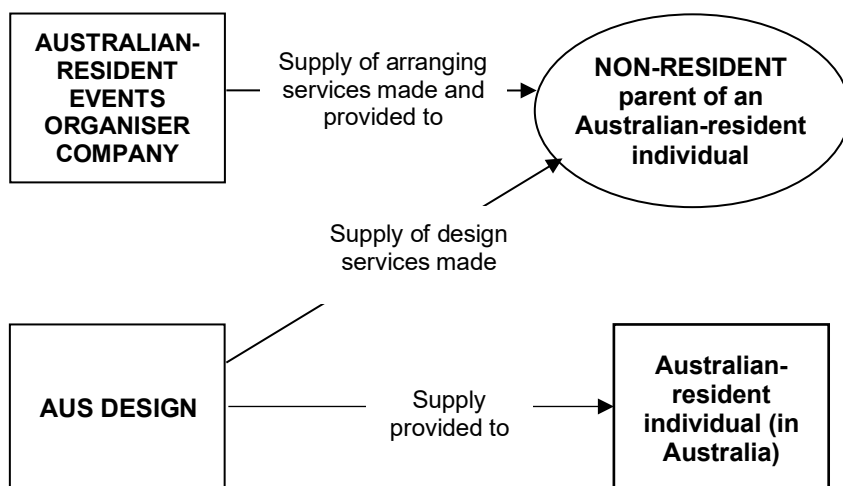 AUSTRALIAN-
RESIDENT
EVENTS
ORGANISER
COMPANY
Supply of arranging
services made and
provided to
NON-RESIDENT
parent of an
Australian-resident
individual
Supply of design
services made
AUS DESIGN
Supply
provided to
Australian-
resident
individual (in
Australia)